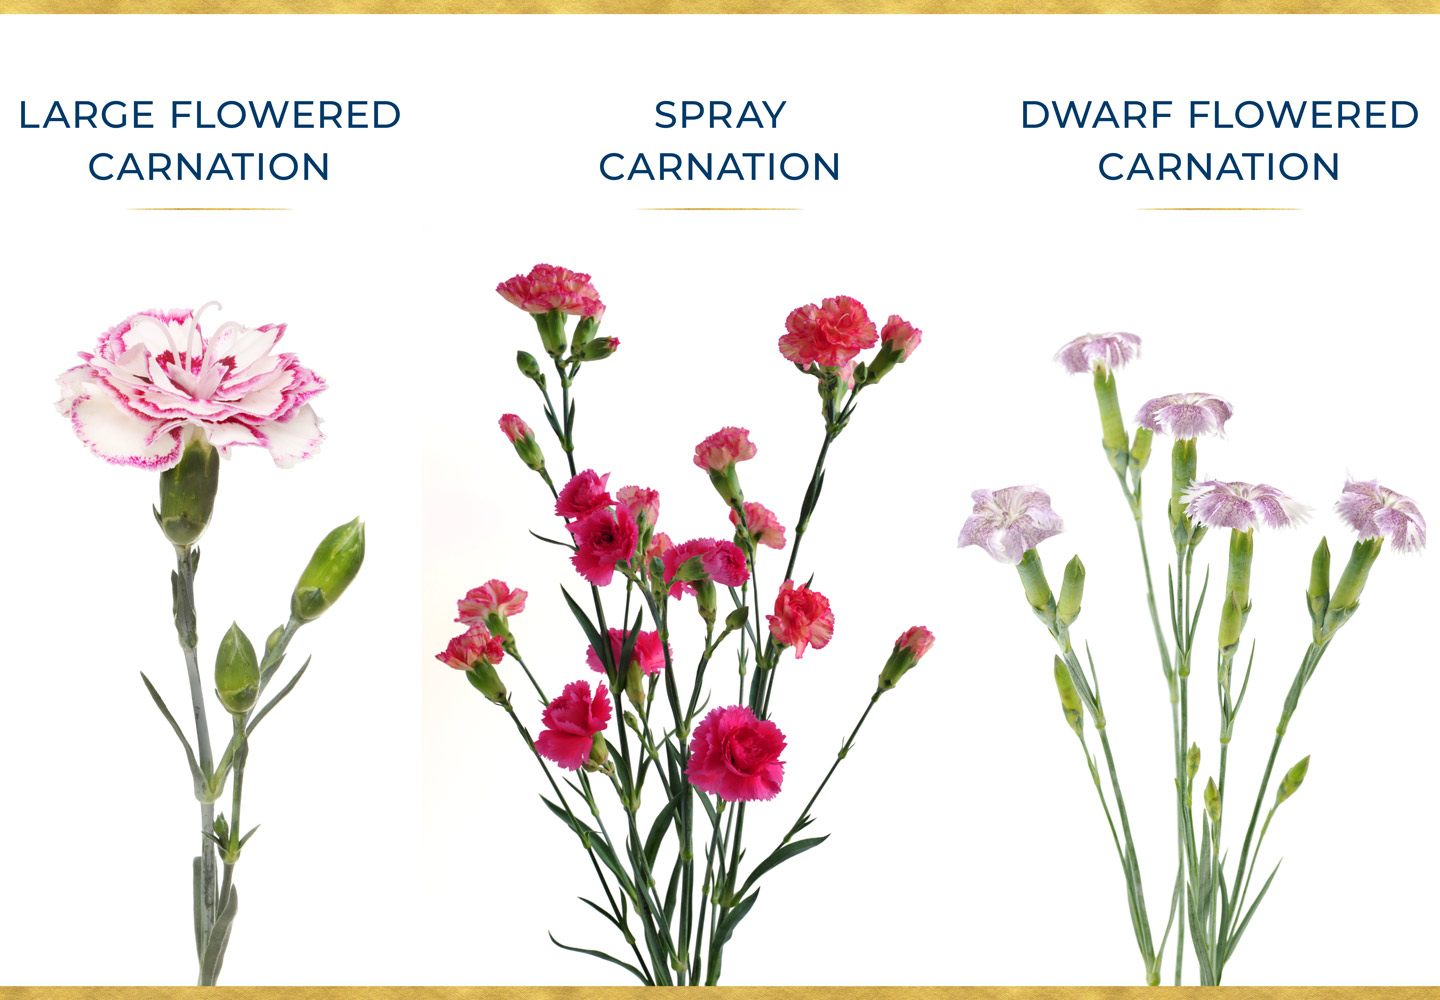 LARGE FLOWERED
CARNATION
SPRAY
CARNATION
DWARF FLOWERED
CARNATION